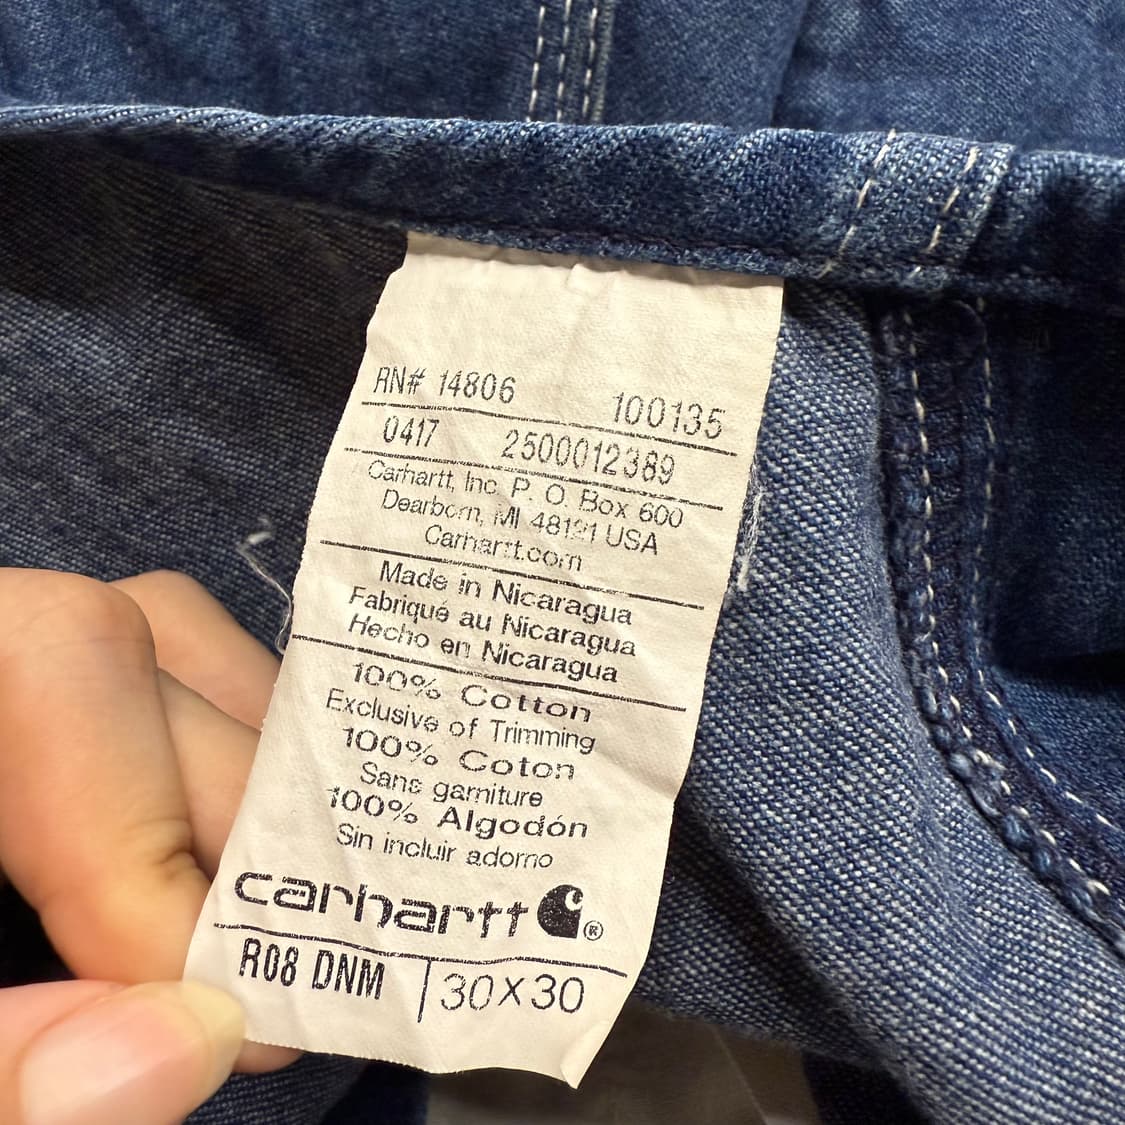 RN# 14806 100135
0417 2500012389
Carhartt, Inc. P. O. Box 600
Dearborn, MI 48121 USA
Carhartt.com
Made in Nicaragua
Fabriqué au Nicaragua
Hecho en Nicaragua
100% Cotton
Exclusive of Trimming
100% Coton
Sans garniture
100% Algodón
Sin incluir adorno
carhartt ®
R08 DNM 30X30